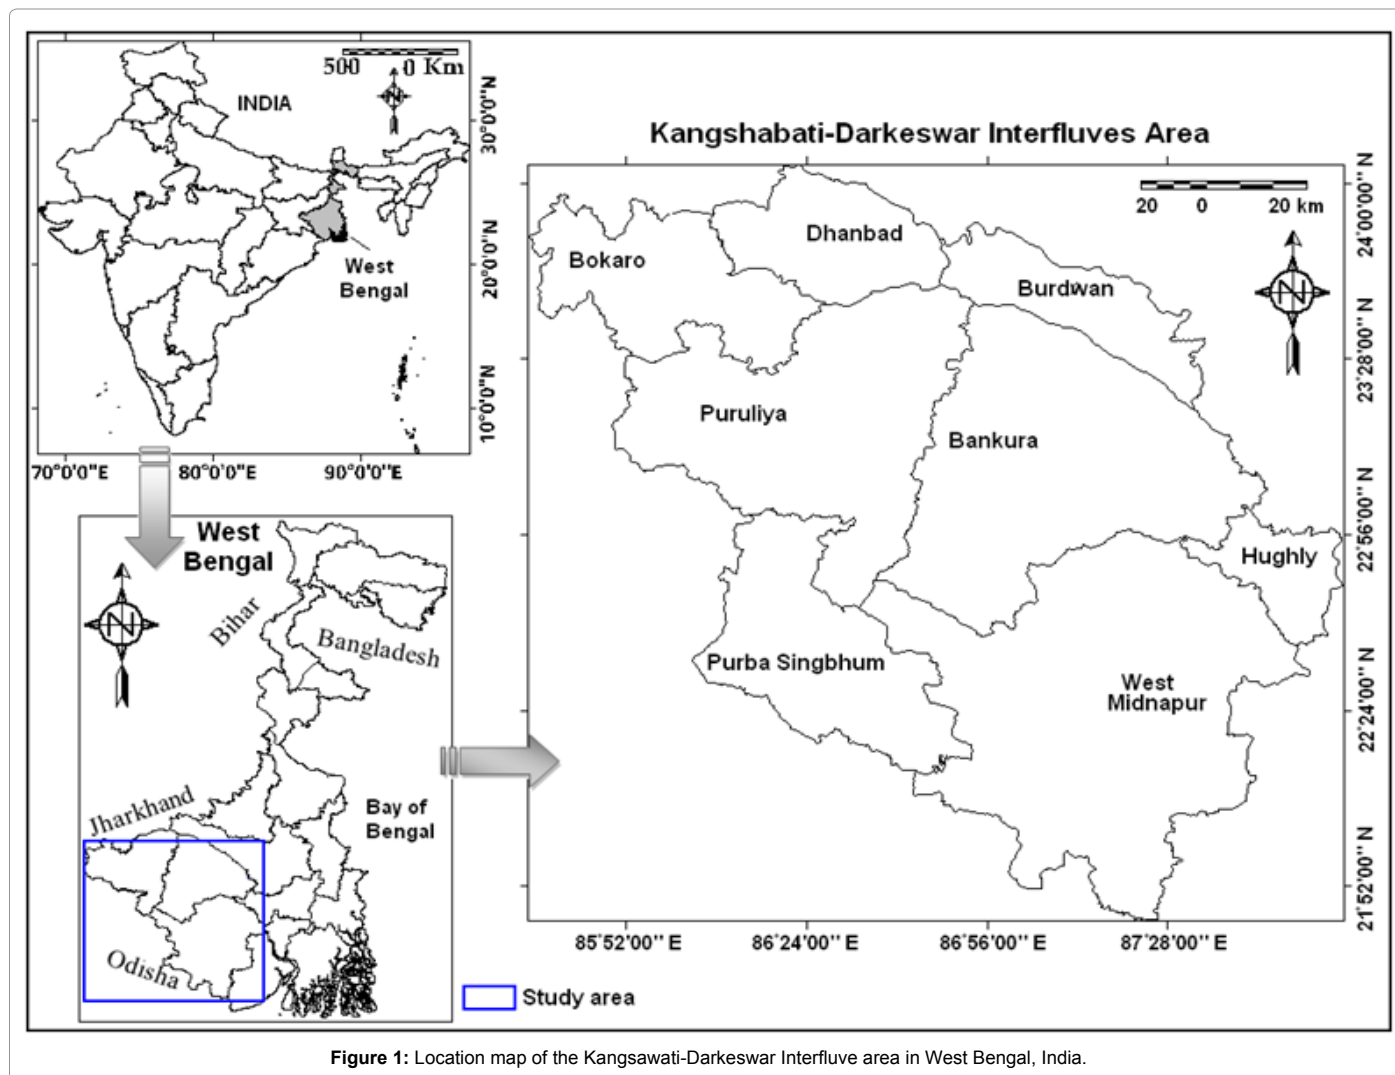 500 0 Km
N
INDIA
West
Bengal
30°0'0"N
20°0'0"N
10°0'0"N
70°0'0"E 80°0'0"E 90°0'0"E
West
Bengal
N
Bihar
Bangladesh
Jharkhand
Bay of
Bengal
Odisha
Study area
Kangshabati-Darkeswar Interfluves Area
20 0 20 km
N
Dhanbad
Bokaro
Burdwan
Puruliya
Bankura
Hughly
Purba Singbhum
West
Midnapur
24°00'00'' N
23°28'00'' N
22°56'00'' N
22°24'00'' N
21°52'00'' N
85°52'00'' E 86°24'00'' E 86°56'00'' E 87°28'00'' E
Figure 1: Location map of the Kangsawati-Darkeswar Interfluve area in West Bengal, India.